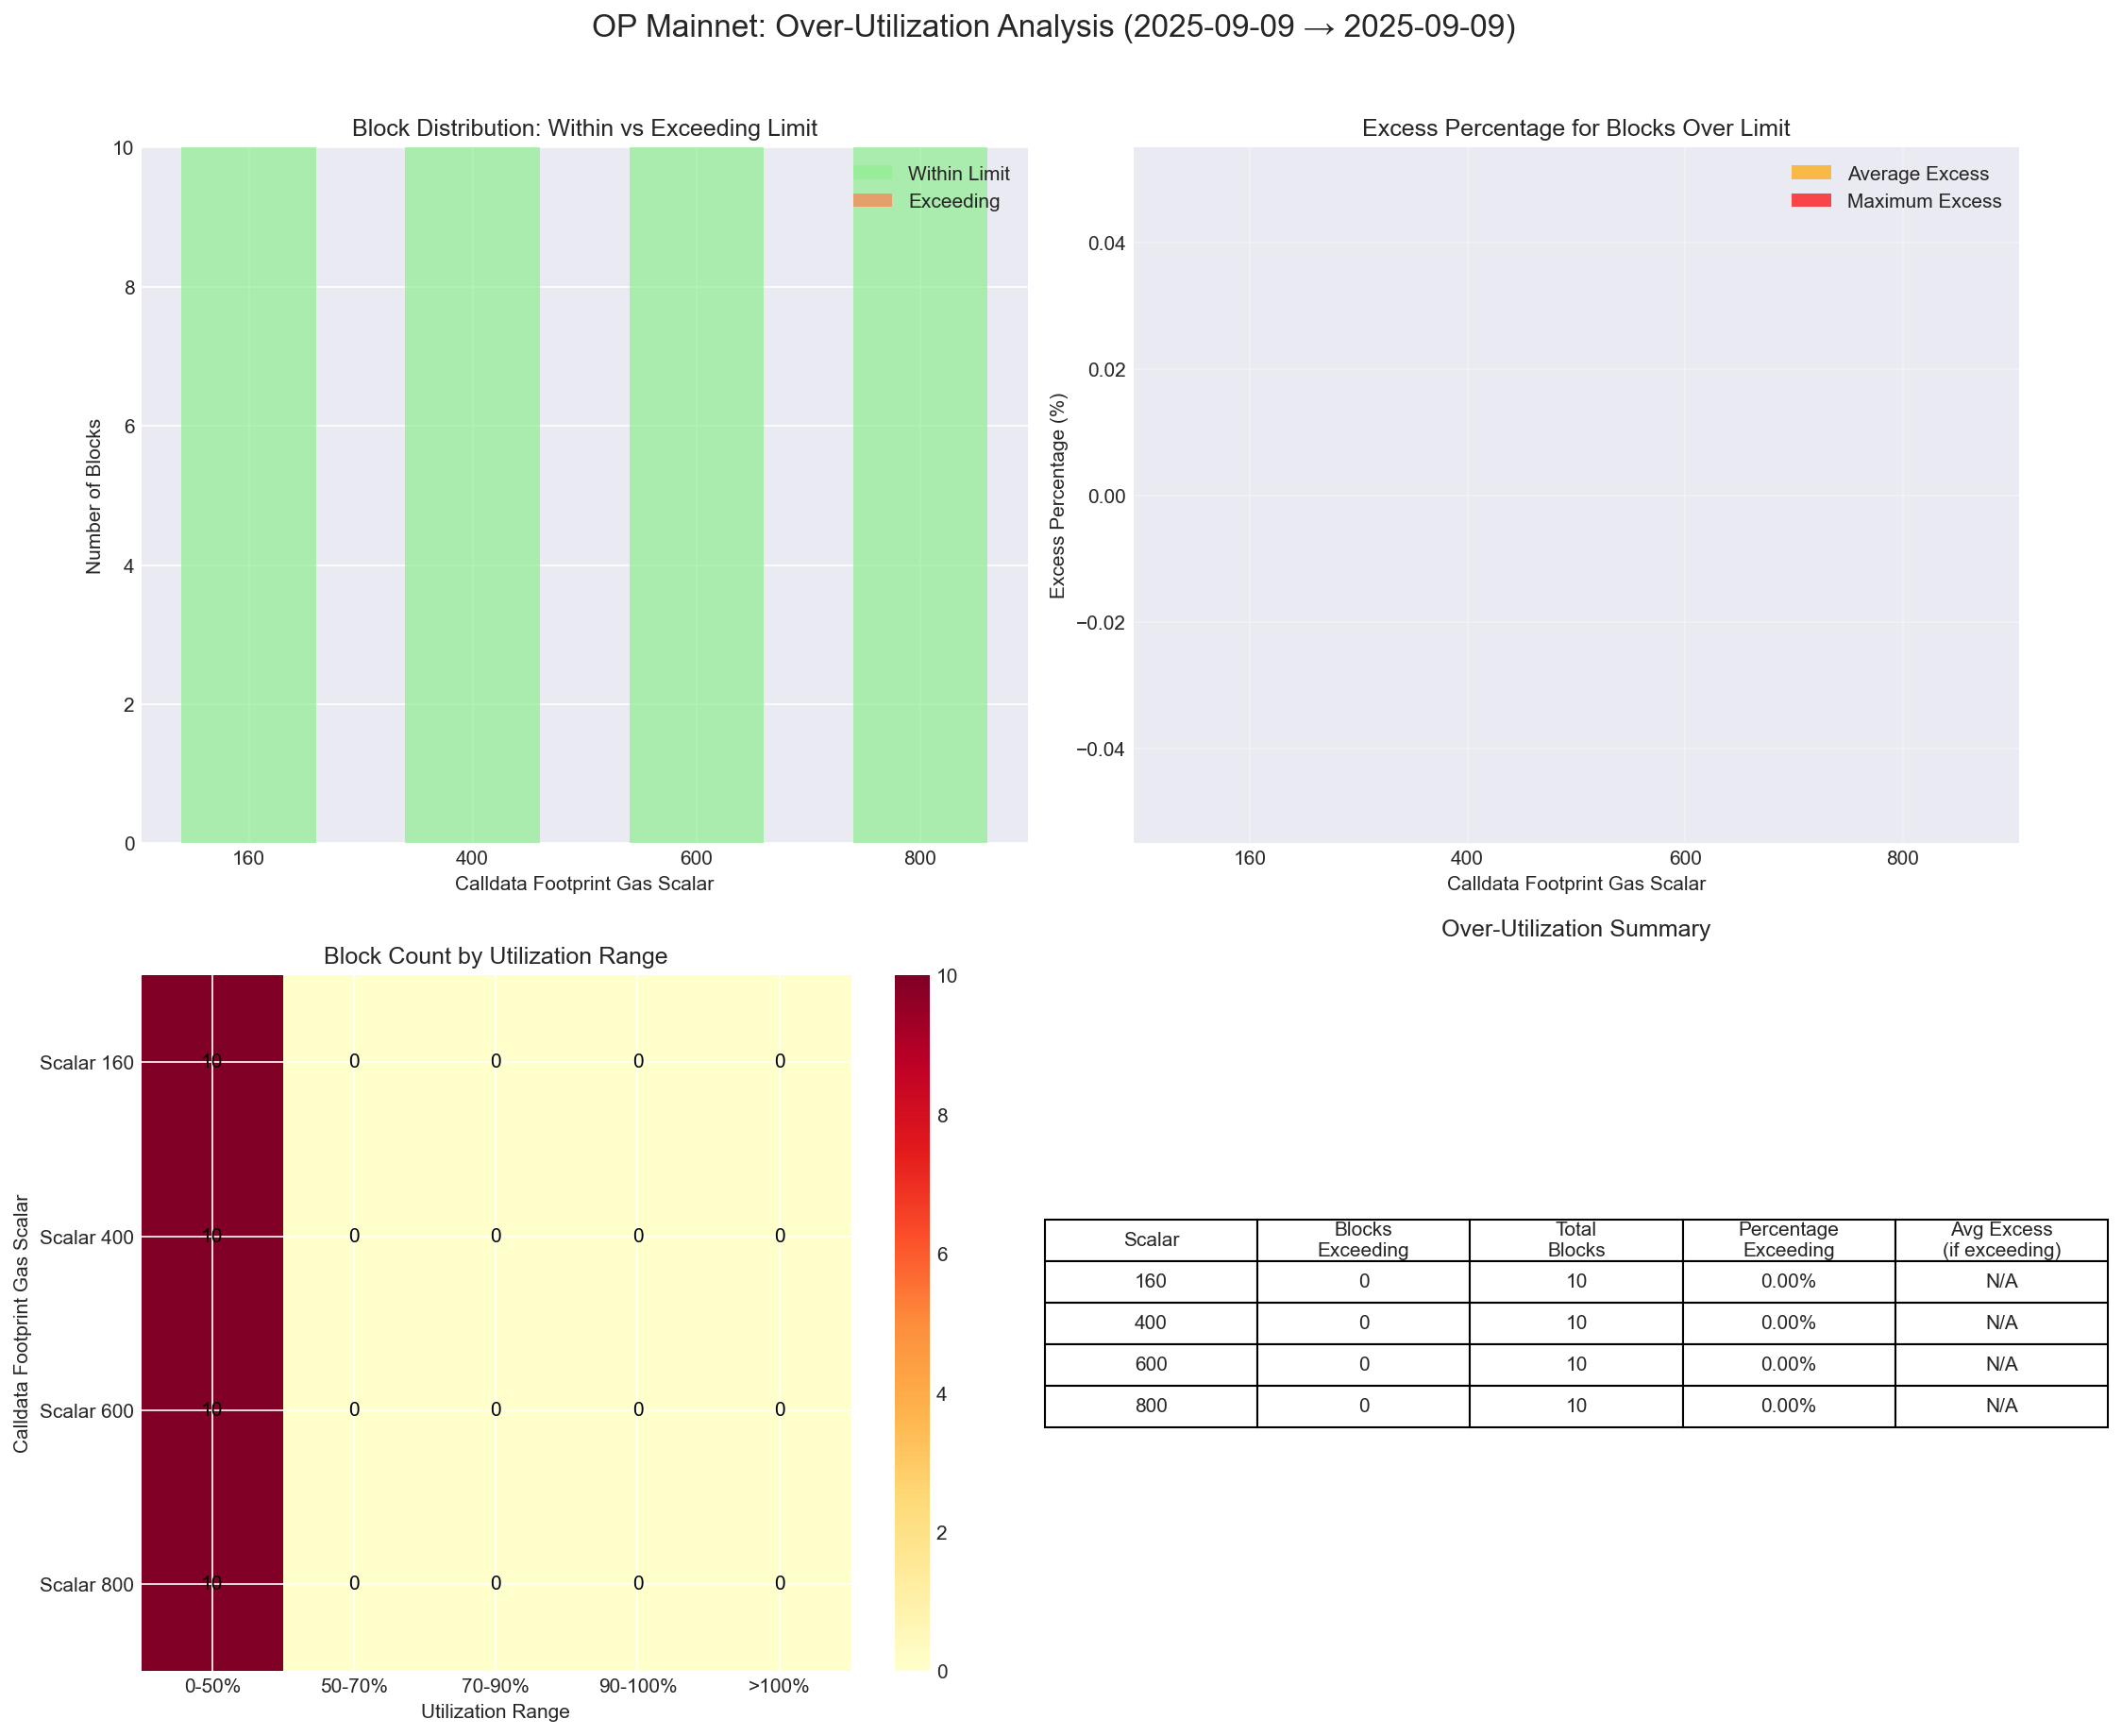 OP Mainnet: Over-Utilization Analysis (2025-09-09 → 2025-09-09)
Block Distribution: Within vs Exceeding Limit
10
8
6
4
2
0
Number of Blocks
Within Limit
Exceeding
160 400 600 800
Calldata Footprint Gas Scalar
Excess Percentage for Blocks Over Limit
0.04
0.02
0.00
−0.02
−0.04
Excess Percentage (%)
Average Excess
Maximum Excess
160 400 600 800
Calldata Footprint Gas Scalar
Block Count by Utilization Range
Calldata Footprint Gas Scalar
Scalar 160 10 0 0 0 0
Scalar 400 10 0 0 0 0
Scalar 600 10 0 0 0 0
Scalar 800 10 0 0 0 0
0-50% 50-70% 70-90% 90-100% >100%
Utilization Range
10
8
6
4
2
0
Over-Utilization Summary
Scalar Blocks Exceeding Total Blocks Percentage Exceeding Avg Excess (if exceeding)
160 0 10 0.00% N/A
400 0 10 0.00% N/A
600 0 10 0.00% N/A
800 0 10 0.00% N/A